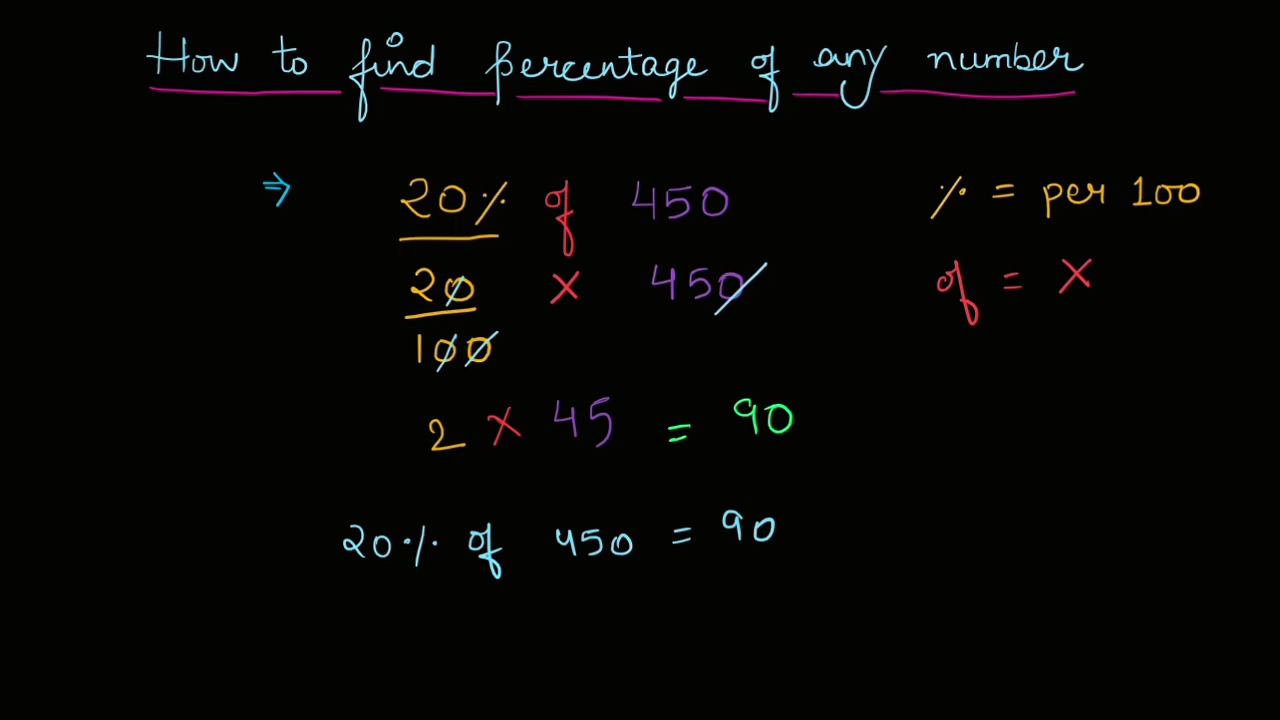 How to find percentage of any number
⇒ 20% of 450
% = per 100
20 × 450
100
of = ×
2 × 45 = 90
20% of 450 = 90